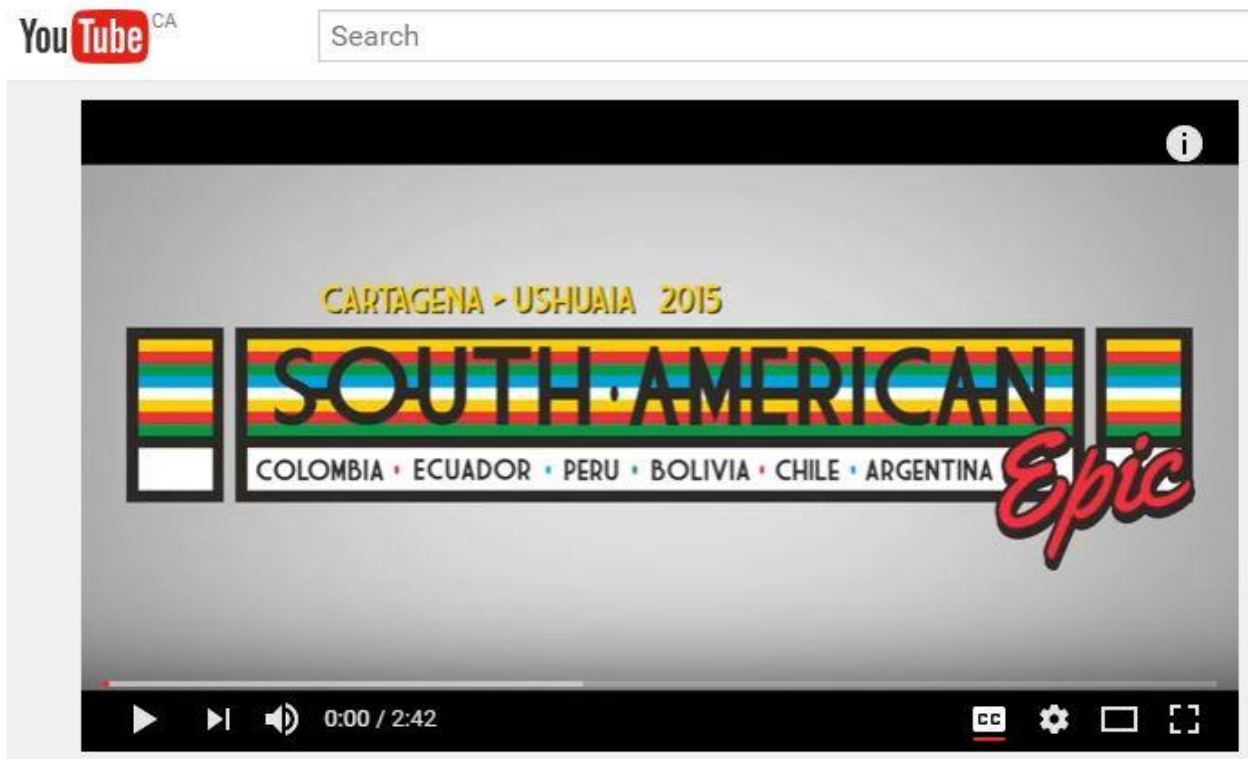 YouTube CA
Search
CARTAGENA ▸ USHUAIA 2015
SOUTH · AMERICAN
COLOMBIA · ECUADOR · PERU · BOLIVIA · CHILE · ARGENTINA
Epic
0:00 / 2:42
CC